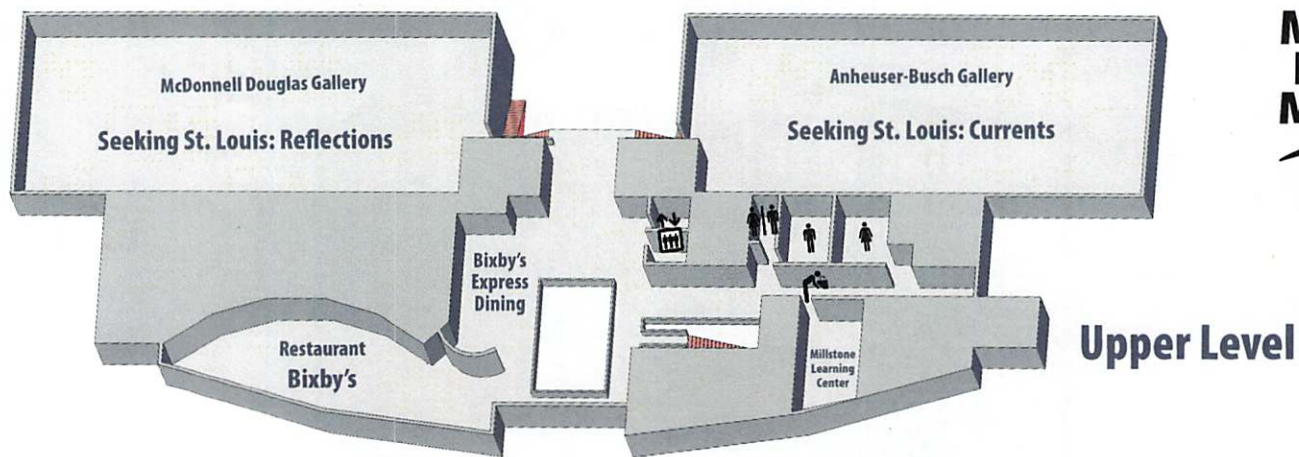 McDonnell Douglas Gallery
Seeking St. Louis: Reflections
Anheuser-Busch Gallery
Seeking St. Louis: Currents
Bixby's
Express
Dining
Restaurant
Bixby's
Millstone
Learning
Center
Upper Level